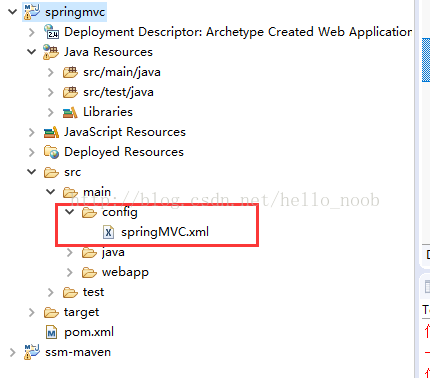 springmvc
Deployment Descriptor: Archetype Created Web Application
Java Resources
src/main/java
src/test/java
Libraries
JavaScript Resources
Deployed Resources
src
main
http://blog.csdn.net/hello_noob
config
springMVC.xml
java
webapp
test
target
pom.xml
ssm-maven